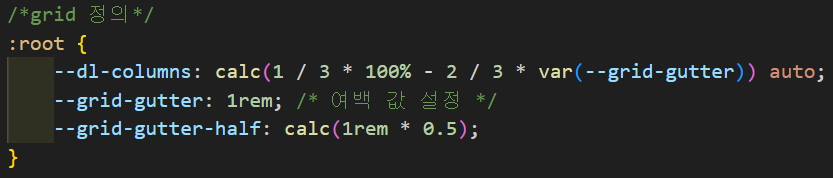 /*grid 정의*/
:root {
    --dl-columns: calc(1 / 3 * 100% - 2 / 3 * var(--grid-gutter)) auto;
    --grid-gutter: 1rem; /* 여백 값 설정 */
    --grid-gutter-half: calc(1rem * 0.5);
}